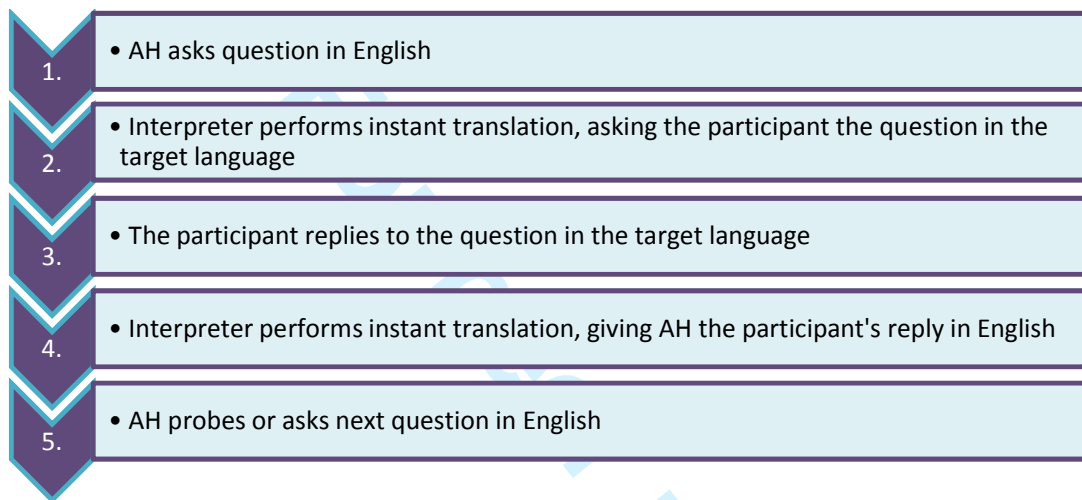 1.
• AH asks question in English
2.
• Interpreter performs instant translation, asking the participant the question in the
target language
3.
• The participant replies to the question in the target language
4.
• Interpreter performs instant translation, giving AH the participant's reply in English
5.
• AH probes or asks next question in English